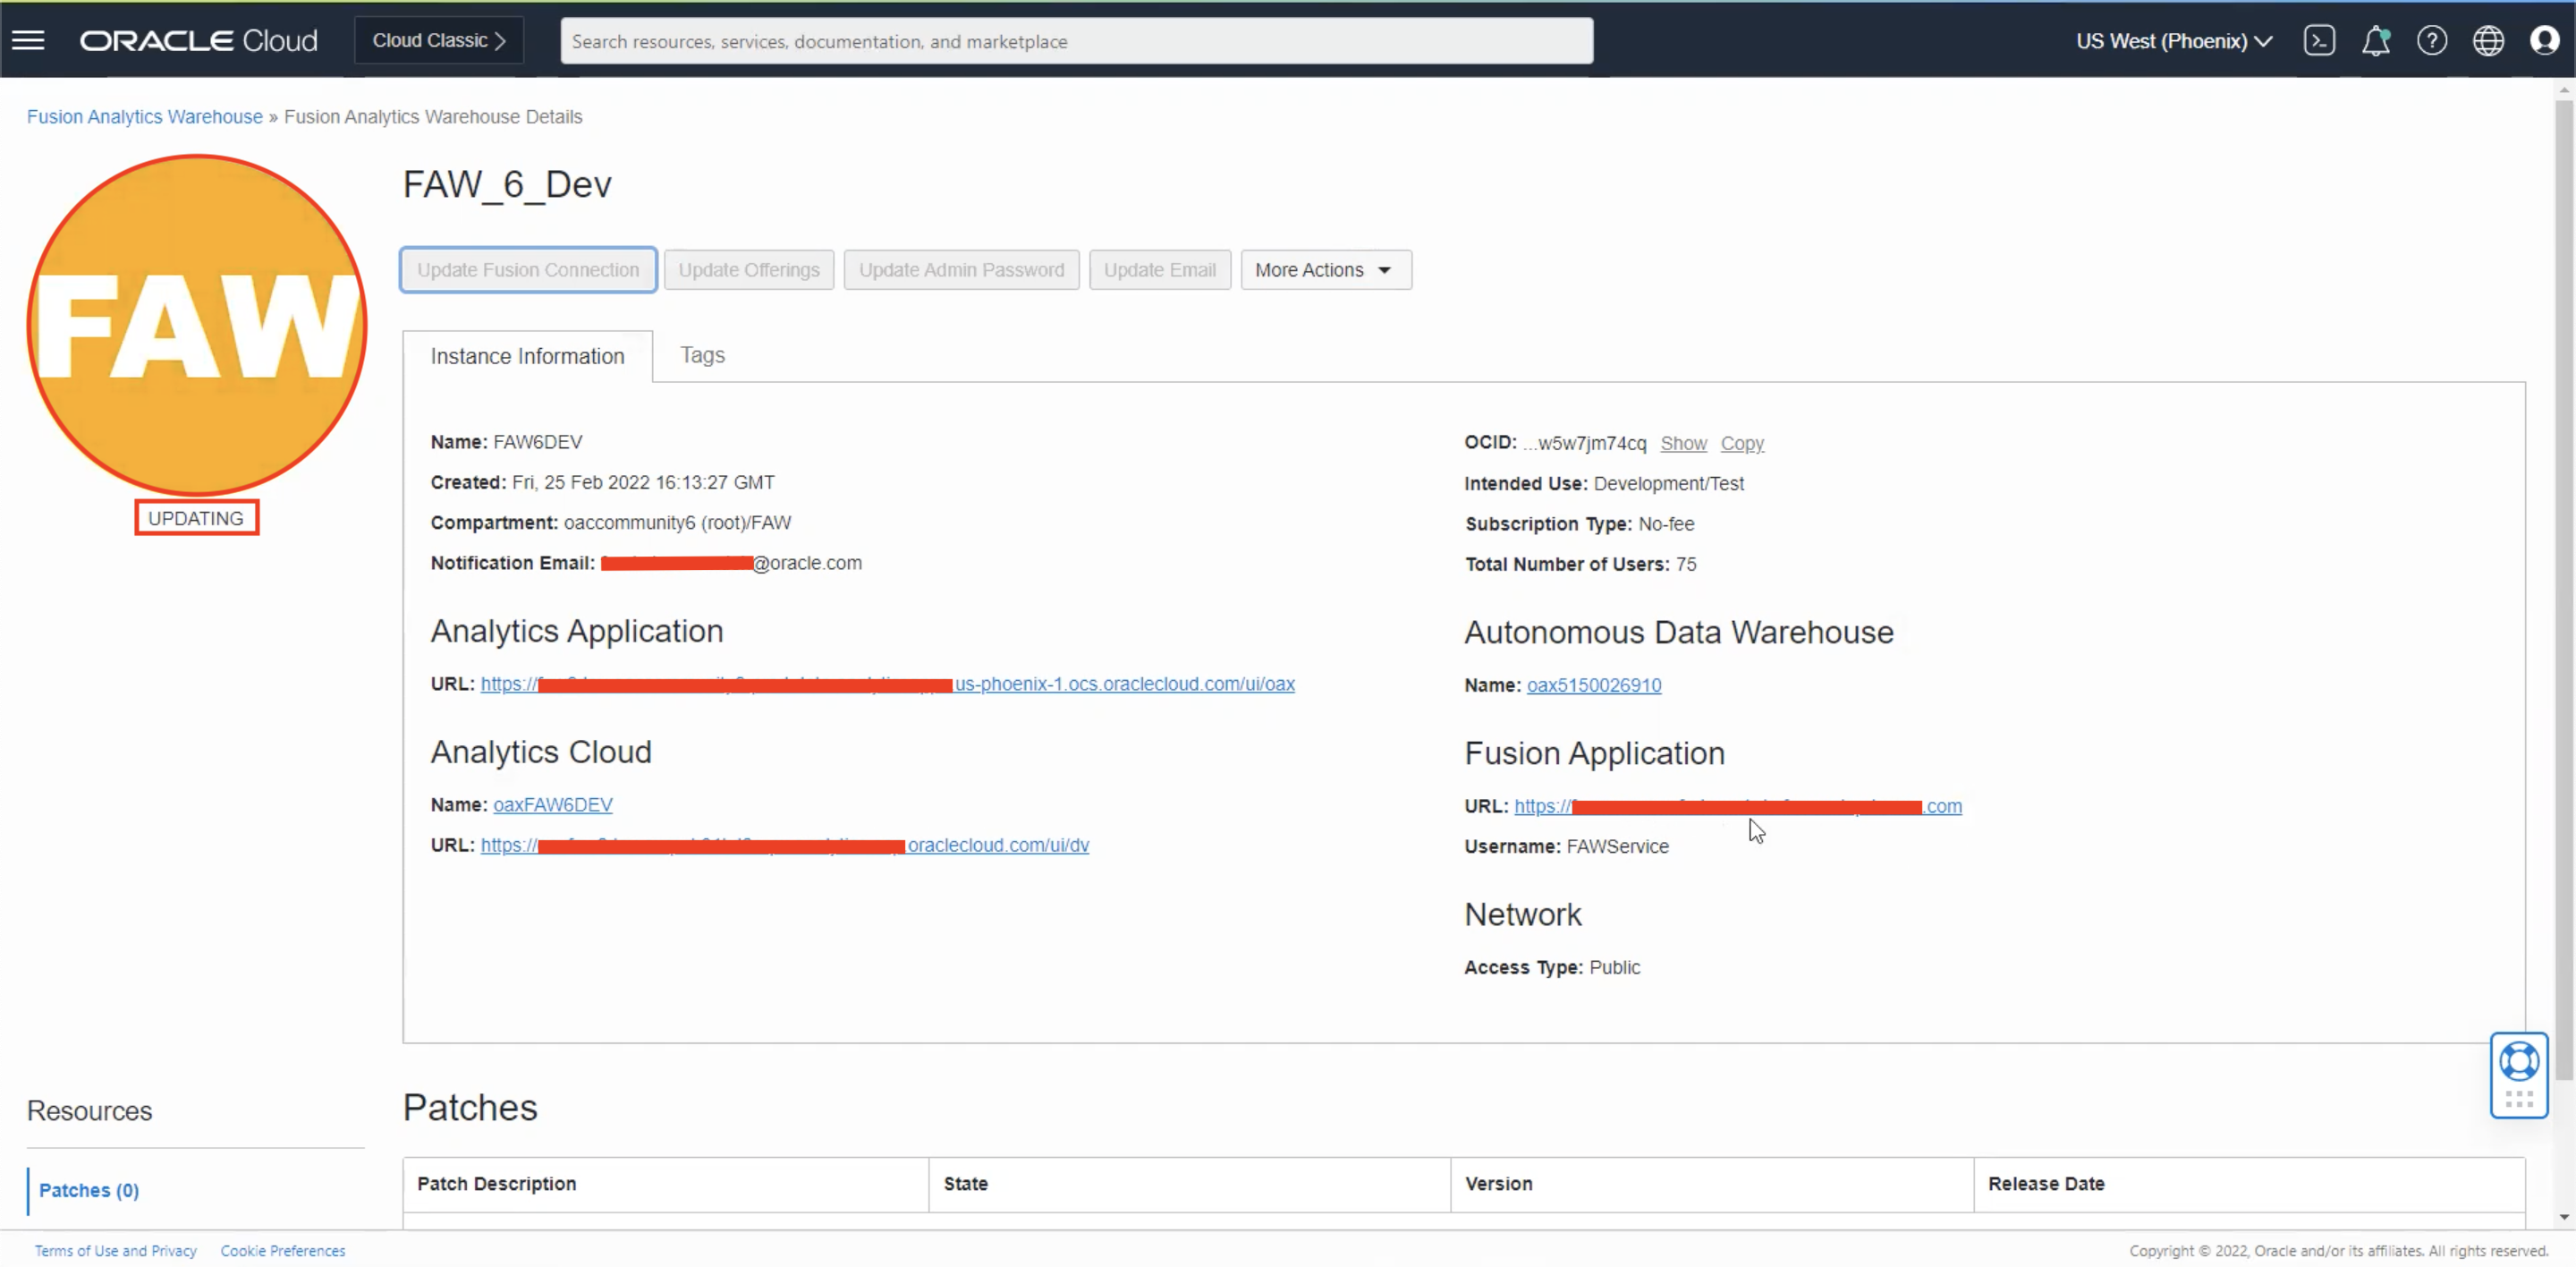 ORACLE Cloud
Cloud Classic
Search resources, services, documentation, and marketplace
US West (Phoenix)
Fusion Analytics Warehouse » Fusion Analytics Warehouse Details
FAW
UPDATING
FAW_6_Dev
Update Fusion Connection
Update Offerings
Update Admin Password
Update Email
More Actions
Instance Information
Tags
Name: FAW6DEV
Created: Fri, 25 Feb 2022 16:13:27 GMT
Compartment: oaccommunity6 (root)/FAW
Notification Email: @oracle.com
Analytics Application
URL: https:// us-phoenix-1.ocs.oraclecloud.com/ui/oax
Analytics Cloud
Name: oaxFAW6DEV
URL: https:// oraclecloud.com/ui/dv
OCID: ...w5w7jm74cq Show Copy
Intended Use: Development/Test
Subscription Type: No-fee
Total Number of Users: 75
Autonomous Data Warehouse
Name: oax5150026910
Fusion Application
URL: https:// .com
Username: FAWService
Network
Access Type: Public
Resources
Patches (0)
Patches
Patch Description
State
Version
Release Date
Terms of Use and Privacy
Cookie Preferences
Copyright © 2022, Oracle and/or its affiliates. All rights reserved.